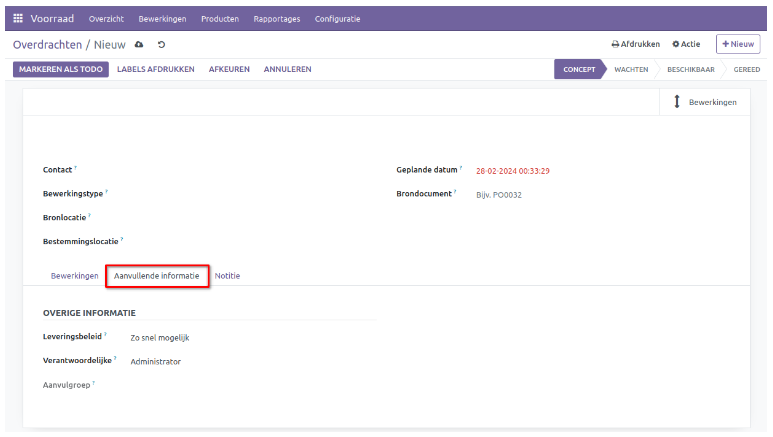 Voorraad Overzicht Bewerkingen Producten Rapportages Configuratie
Overdrachten / Nieuw Afdrukken Actie + Nieuw
MARKEREN ALS TODO LABELS AFDRUKKEN AFKEUREN ANNULEREN CONCEPT WACHTEN BESCHIKBAAR GEREED
Bewerkingen
Contact ? Geplande datum ? 28-02-2024 00:33:29
Bewerkingstype ? Brondocument ? Bijv. PO0032
Bronlocatie ?
Bestemmingslocatie ?
Bewerkingen Aanvullende informatie Notitie
OVERIGE INFORMATIE
Leveringsbeleid ? Zo snel mogelijk
Verantwoordelijke ? Administrator
Aanvulgroep ?